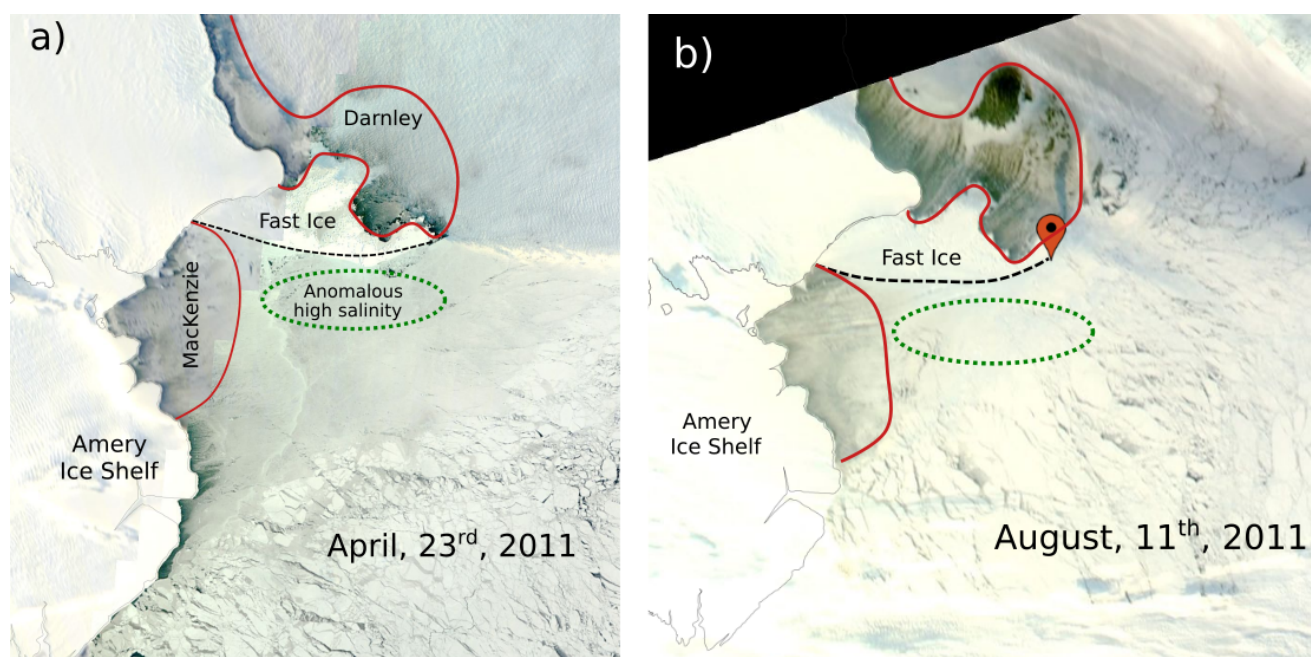 a)
Darnley
Fast Ice
MacKenzie
Anomalous
high salinity
Amery
Ice Shelf
April, 23rd, 2011
b)
Fast Ice
Amery
Ice Shelf
August, 11th, 2011